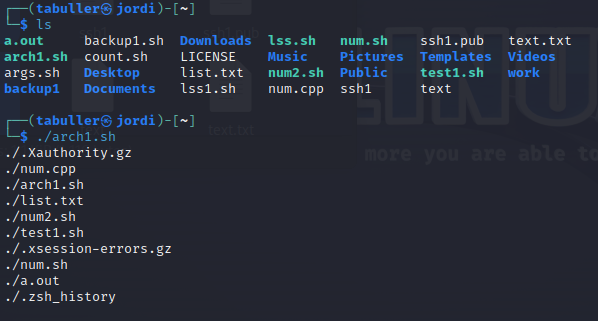 ┌──(tabuller㉿jordi)-[~]
└─$ ls
a.out backup1.sh Downloads lss.sh num.sh ssh1.pub text.txt
arch1.sh count.sh LICENSE Music Pictures Templates Videos
args.sh Desktop list.txt num2.sh Public test1.sh work
backup1 Documents lss1.sh num.cpp ssh1 text
┌──(tabuller㉿jordi)-[~]
└─$ ./arch1.sh
text.txt
./.Xauthority.gz
more you are able to
./num.cpp
./arch1.sh
./list.txt
./num2.sh
./test1.sh
./.xsession-errors.gz
./num.sh
./a.out
./.zsh_history